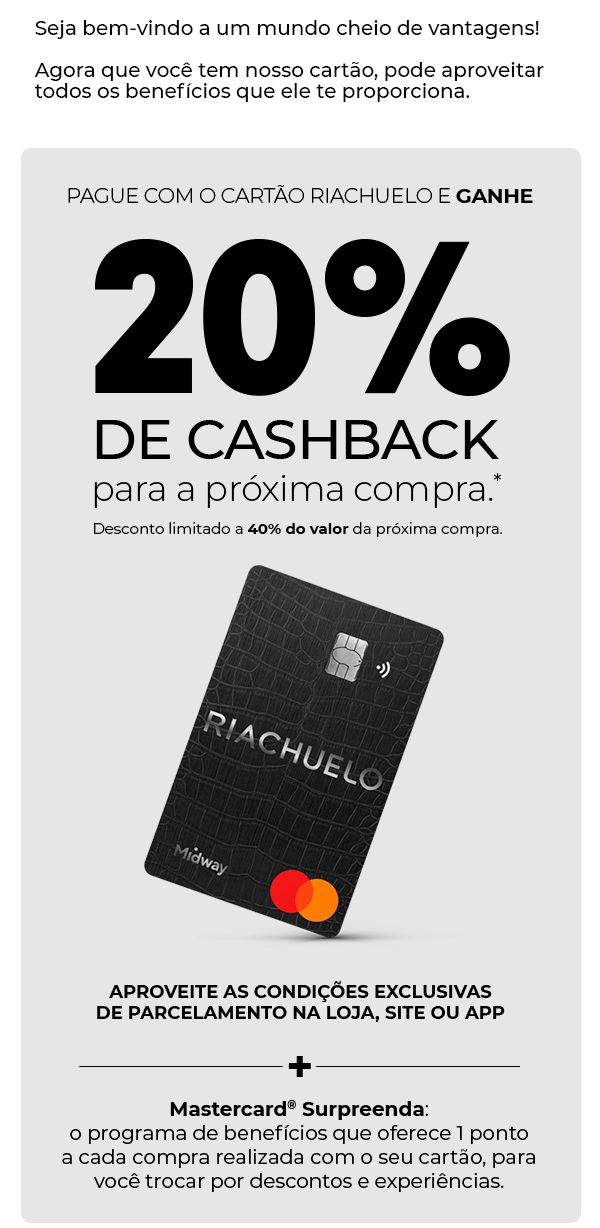 Seja bem-vindo a um mundo cheio de vantagens!
Agora que você tem nosso cartão, pode aproveitar
todos os benefícios que ele te proporciona.
PAGUE COM O CARTÃO RIACHUELO E GANHE
20%
DE CASHBACK
para a próxima compra.*
Desconto limitado a 40% do valor da próxima compra.
RIACHUELO
Midway
APROVEITE AS CONDIÇÕES EXCLUSIVAS
DE PARCELAMENTO NA LOJA, SITE OU APP
+
Mastercard® Surpreenda:
o programa de benefícios que oferece 1 ponto
a cada compra realizada com o seu cartão, para
você trocar por descontos e experiências.